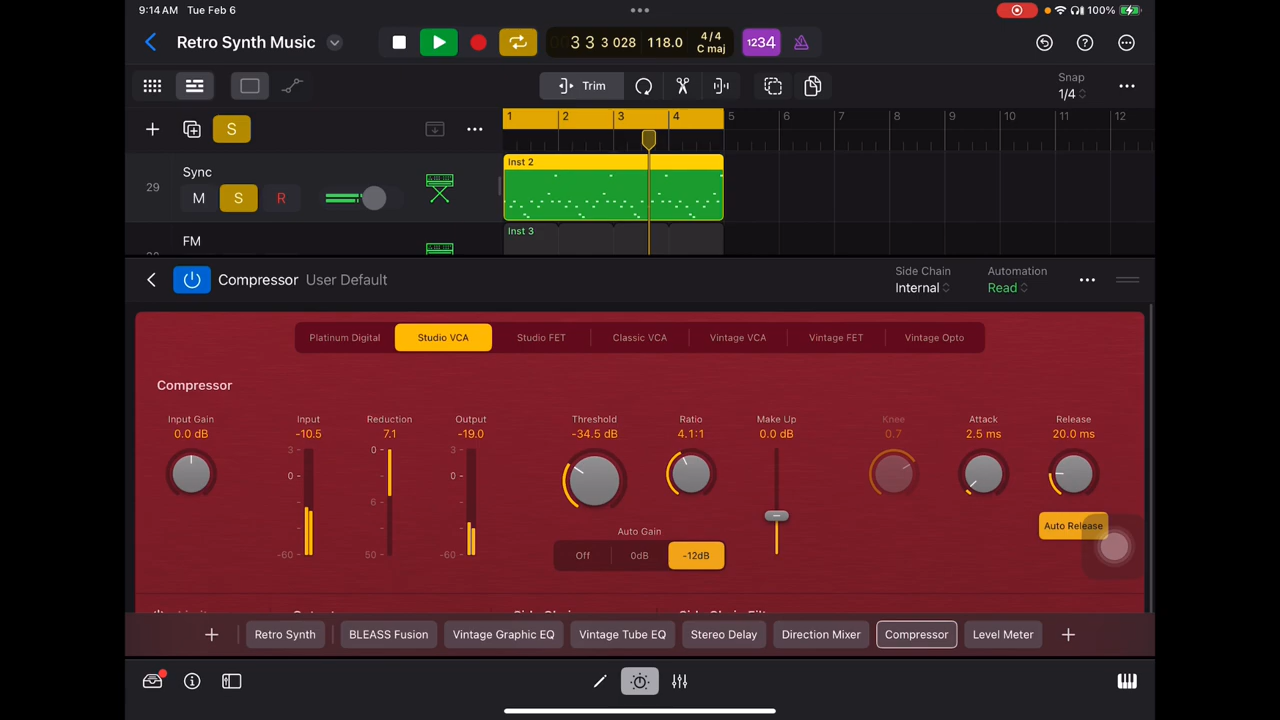 9:14 AM Tue Feb 6
100%
Retro Synth Music
3 3 3 028 118.0 4/4 C maj
1234
Trim
Snap
1/4
S
1 2 3 4 5 6 7 8 9 10 11 12
29
Sync
M S R
Inst 2
FM
Inst 3
Compressor User Default
Side Chain
Internal
Automation
Read
Platinum Digital Studio VCA Studio FET Classic VCA Vintage VCA Vintage FET Vintage Opto
Compressor
Input Gain Input Reduction Output Threshold Ratio Make Up Knee Attack Release
0.0 dB -10.5 7.1 -19.0 -34.5 dB 4.1:1 0.0 dB 0.7 2.5 ms 20.0 ms
3 0 3
0 0
6
-60 50 -60
Auto Gain
Off 0dB -12dB
Auto Release
Retro Synth BLEASS Fusion Vintage Graphic EQ Vintage Tube EQ Stereo Delay Direction Mixer Compressor Level Meter